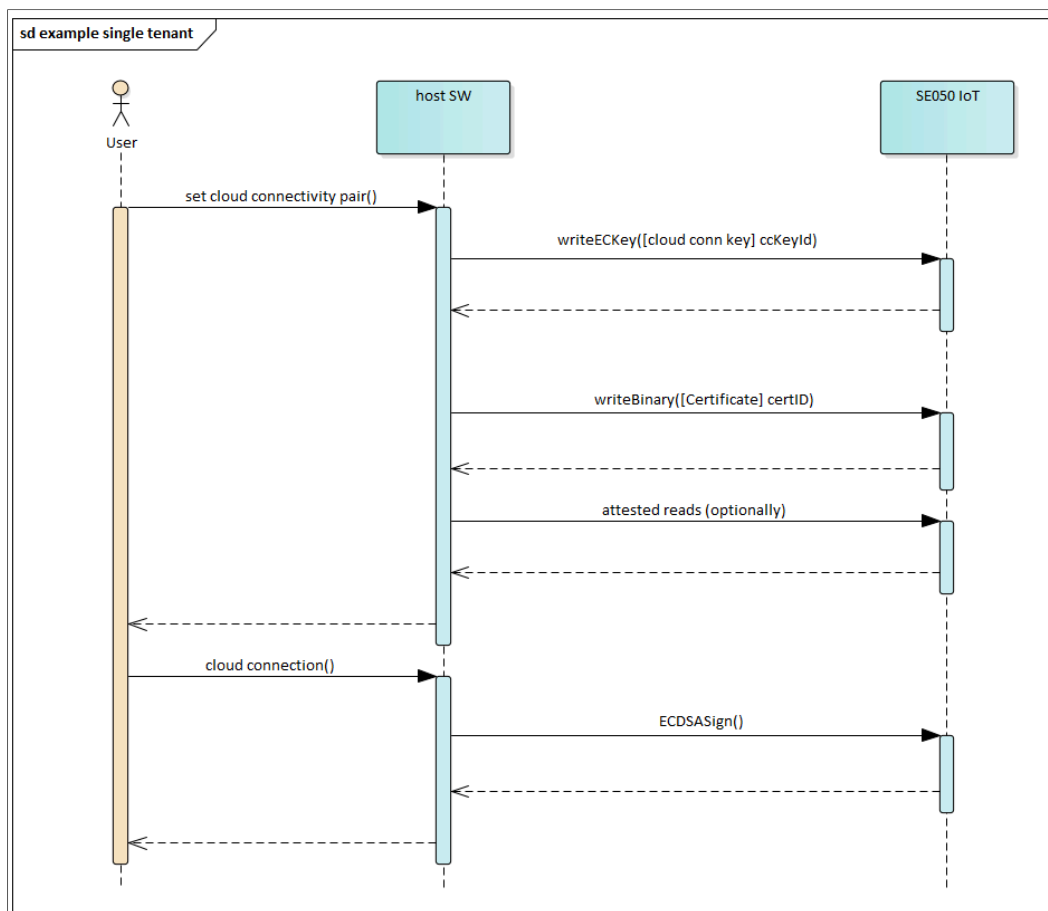 sd example single tenant
host SW
SE050 IoT
User
set cloud connectivity pair()
writeECKey([cloud conn key] ccKeyId)
writeBinary([Certificate] certID)
attested reads (optionally)
cloud connection()
ECDSASign()